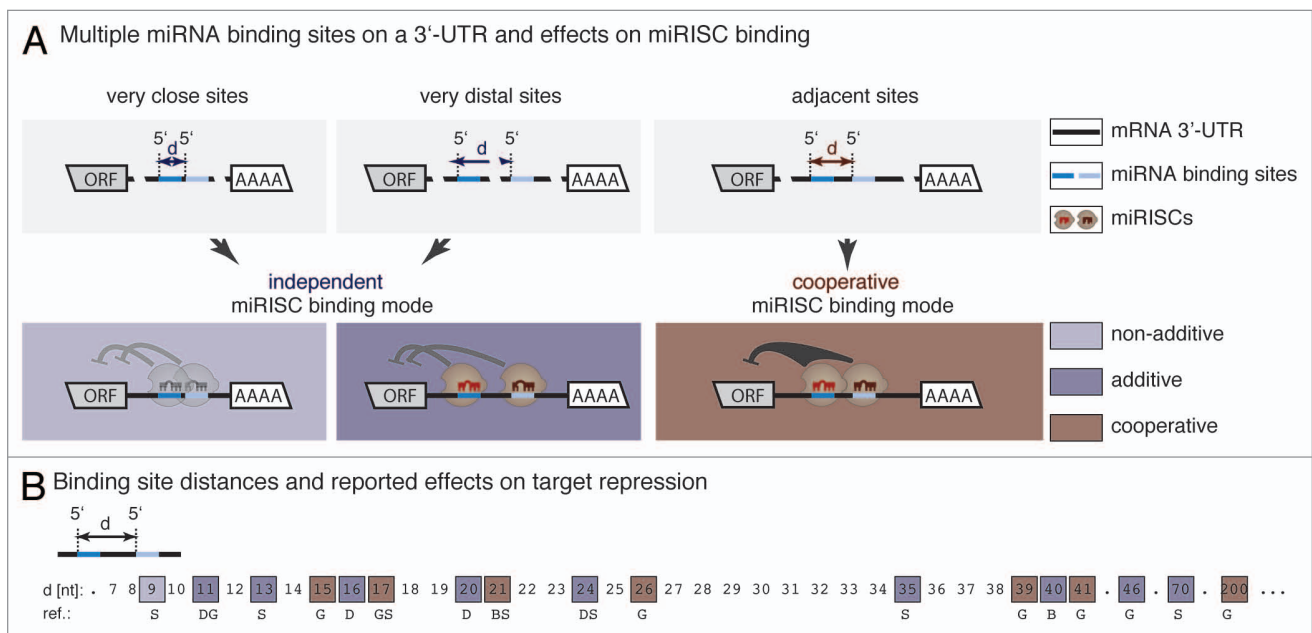 A Multiple miRNA binding sites on a 3‘-UTR and effects on miRISC binding
very close sites
very distal sites
adjacent sites
5‘ 5‘
d
ORF
AAAA
5‘ 5‘
d
ORF
AAAA
5‘ 5‘
d
ORF
AAAA
mRNA 3’-UTR
miRNA binding sites
miRISCs
independent
miRISC binding mode
cooperative
miRISC binding mode
ORF
AAAA
ORF
AAAA
ORF
AAAA
non-additive
additive
cooperative
B Binding site distances and reported effects on target repression
5‘ 5‘
d
d [nt]: . 7 8 9 10 11 12 13 14 15 16 17 18 19 20 21 22 23 24 25 26 27 28 29 30 31 32 33 34 35 36 37 38 39 40 41 . 46 . 70 . 200 ...
ref.: S DG S G D GS D BS DS G S G B G G S G